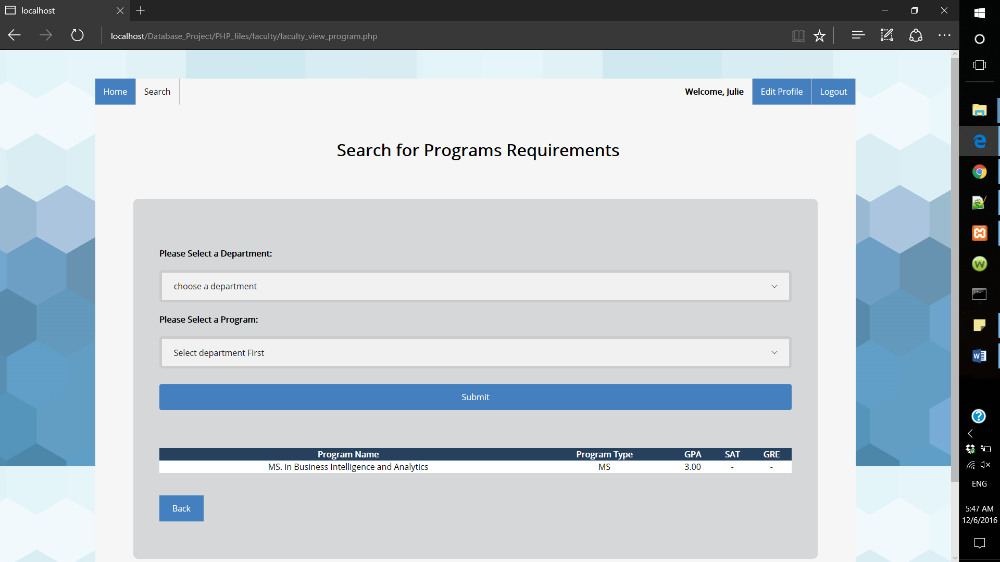 localhost
localhost/Database_Project/PHP_files/faculty/faculty_view_program.php
Home Search Welcome, Julie Edit Profile Logout
Search for Programs Requirements
Please Select a Department:
choose a department
Please Select a Program:
Select department First
Submit
Program Name Program Type GPA SAT GRE
MS. in Business Intelligence and Analytics MS 3.00 - -
Back
ENG
5:47 AM
12/6/2016